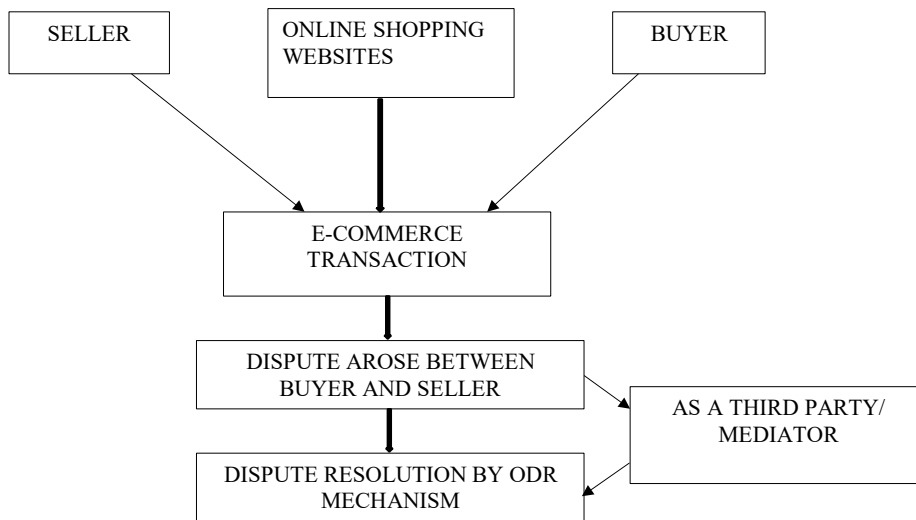 SELLER
ONLINE SHOPPING
WEBSITES
BUYER
E-COMMERCE
TRANSACTION
DISPUTE AROSE BETWEEN
BUYER AND SELLER
AS A THIRD PARTY/
MEDIATOR
DISPUTE RESOLUTION BY ODR
MECHANISM